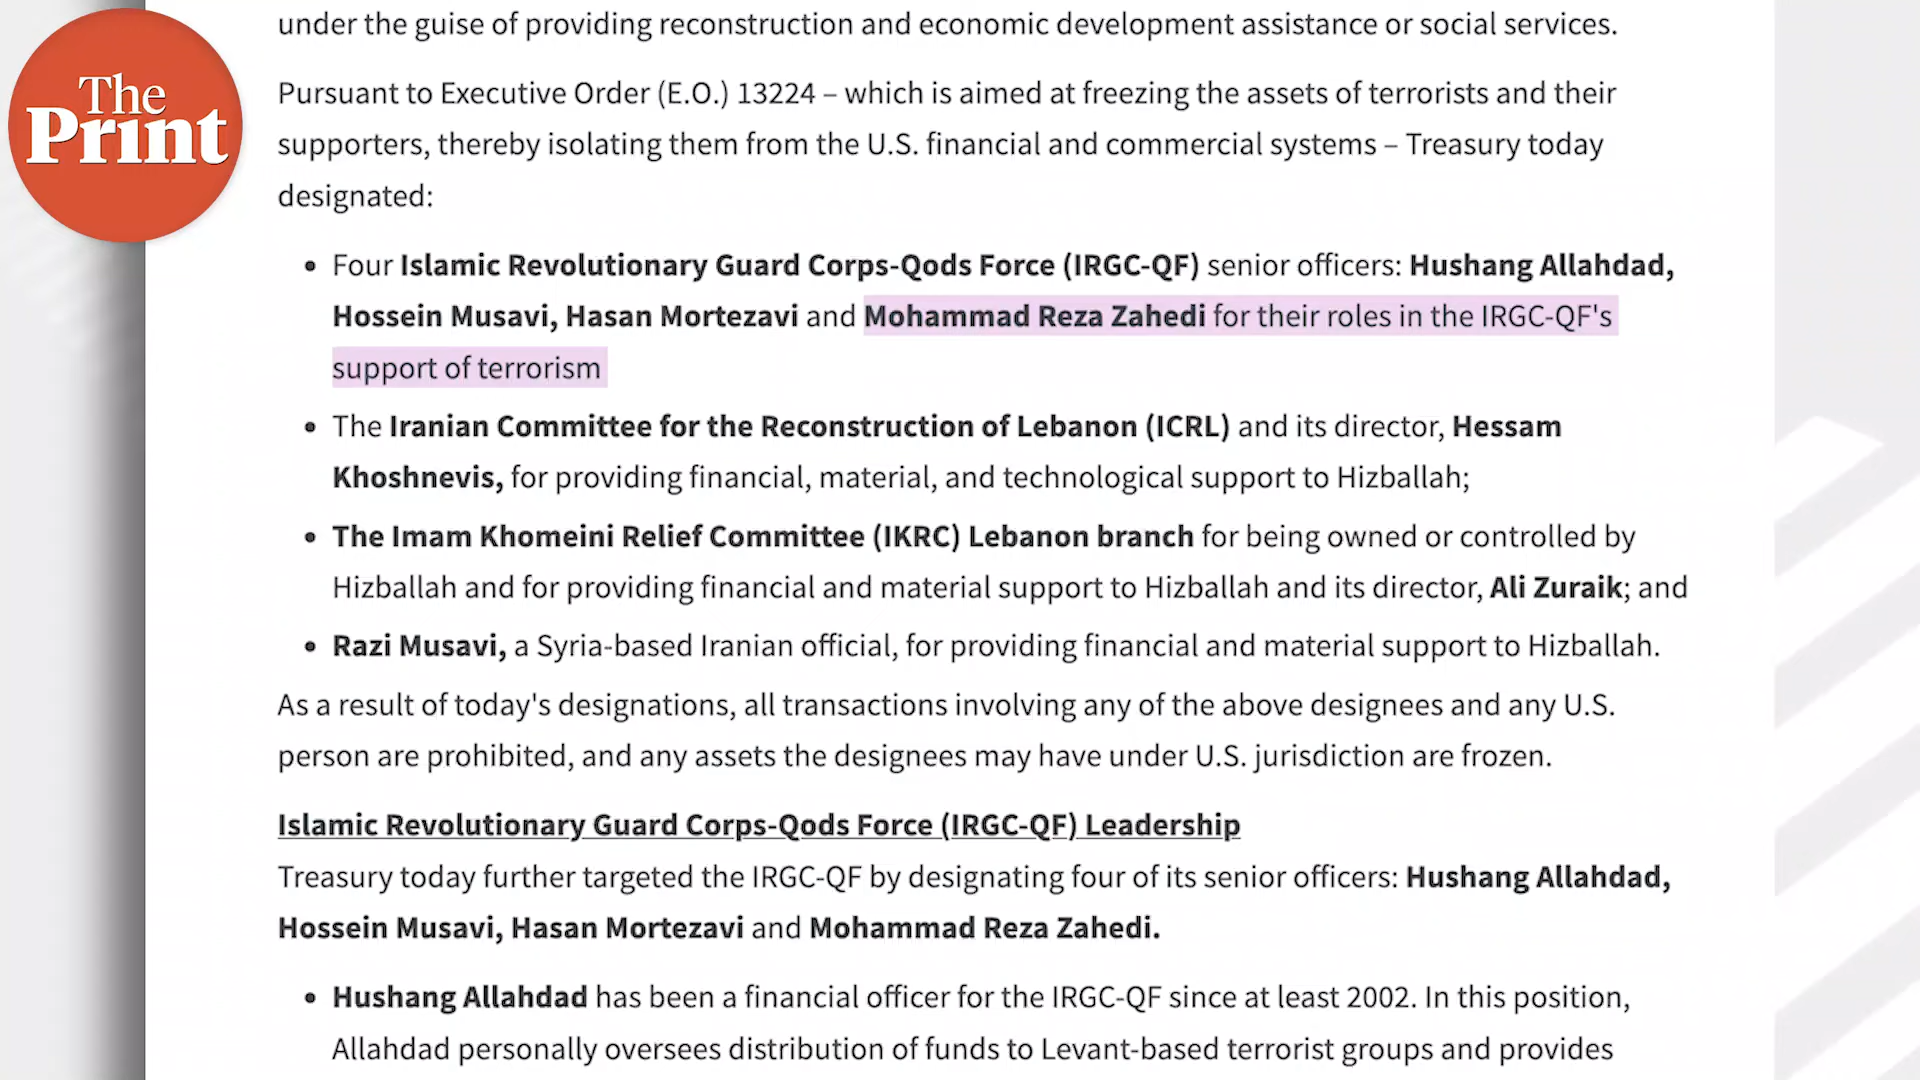 The
Print
under the guise of providing reconstruction and economic development assistance or social services.
Pursuant to Executive Order (E.O.) 13224 – which is aimed at freezing the assets of terrorists and their
supporters, thereby isolating them from the U.S. financial and commercial systems – Treasury today
designated:
• Four Islamic Revolutionary Guard Corps-Qods Force (IRGC-QF) senior officers: Hushang Allahdad,
Hossein Musavi, Hasan Mortezavi and Mohammad Reza Zahedi for their roles in the IRGC-QF's
support of terrorism
• The Iranian Committee for the Reconstruction of Lebanon (ICRL) and its director, Hessam
Khoshnevis, for providing financial, material, and technological support to Hizballah;
• The Imam Khomeini Relief Committee (IKRC) Lebanon branch for being owned or controlled by
Hizballah and for providing financial and material support to Hizballah and its director, Ali Zuraik; and
• Razi Musavi, a Syria-based Iranian official, for providing financial and material support to Hizballah.
As a result of today's designations, all transactions involving any of the above designees and any U.S.
person are prohibited, and any assets the designees may have under U.S. jurisdiction are frozen.
Islamic Revolutionary Guard Corps-Qods Force (IRGC-QF) Leadership
Treasury today further targeted the IRGC-QF by designating four of its senior officers: Hushang Allahdad,
Hossein Musavi, Hasan Mortezavi and Mohammad Reza Zahedi.
• Hushang Allahdad has been a financial officer for the IRGC-QF since at least 2002. In this position,
Allahdad personally oversees distribution of funds to Levant-based terrorist groups and provides